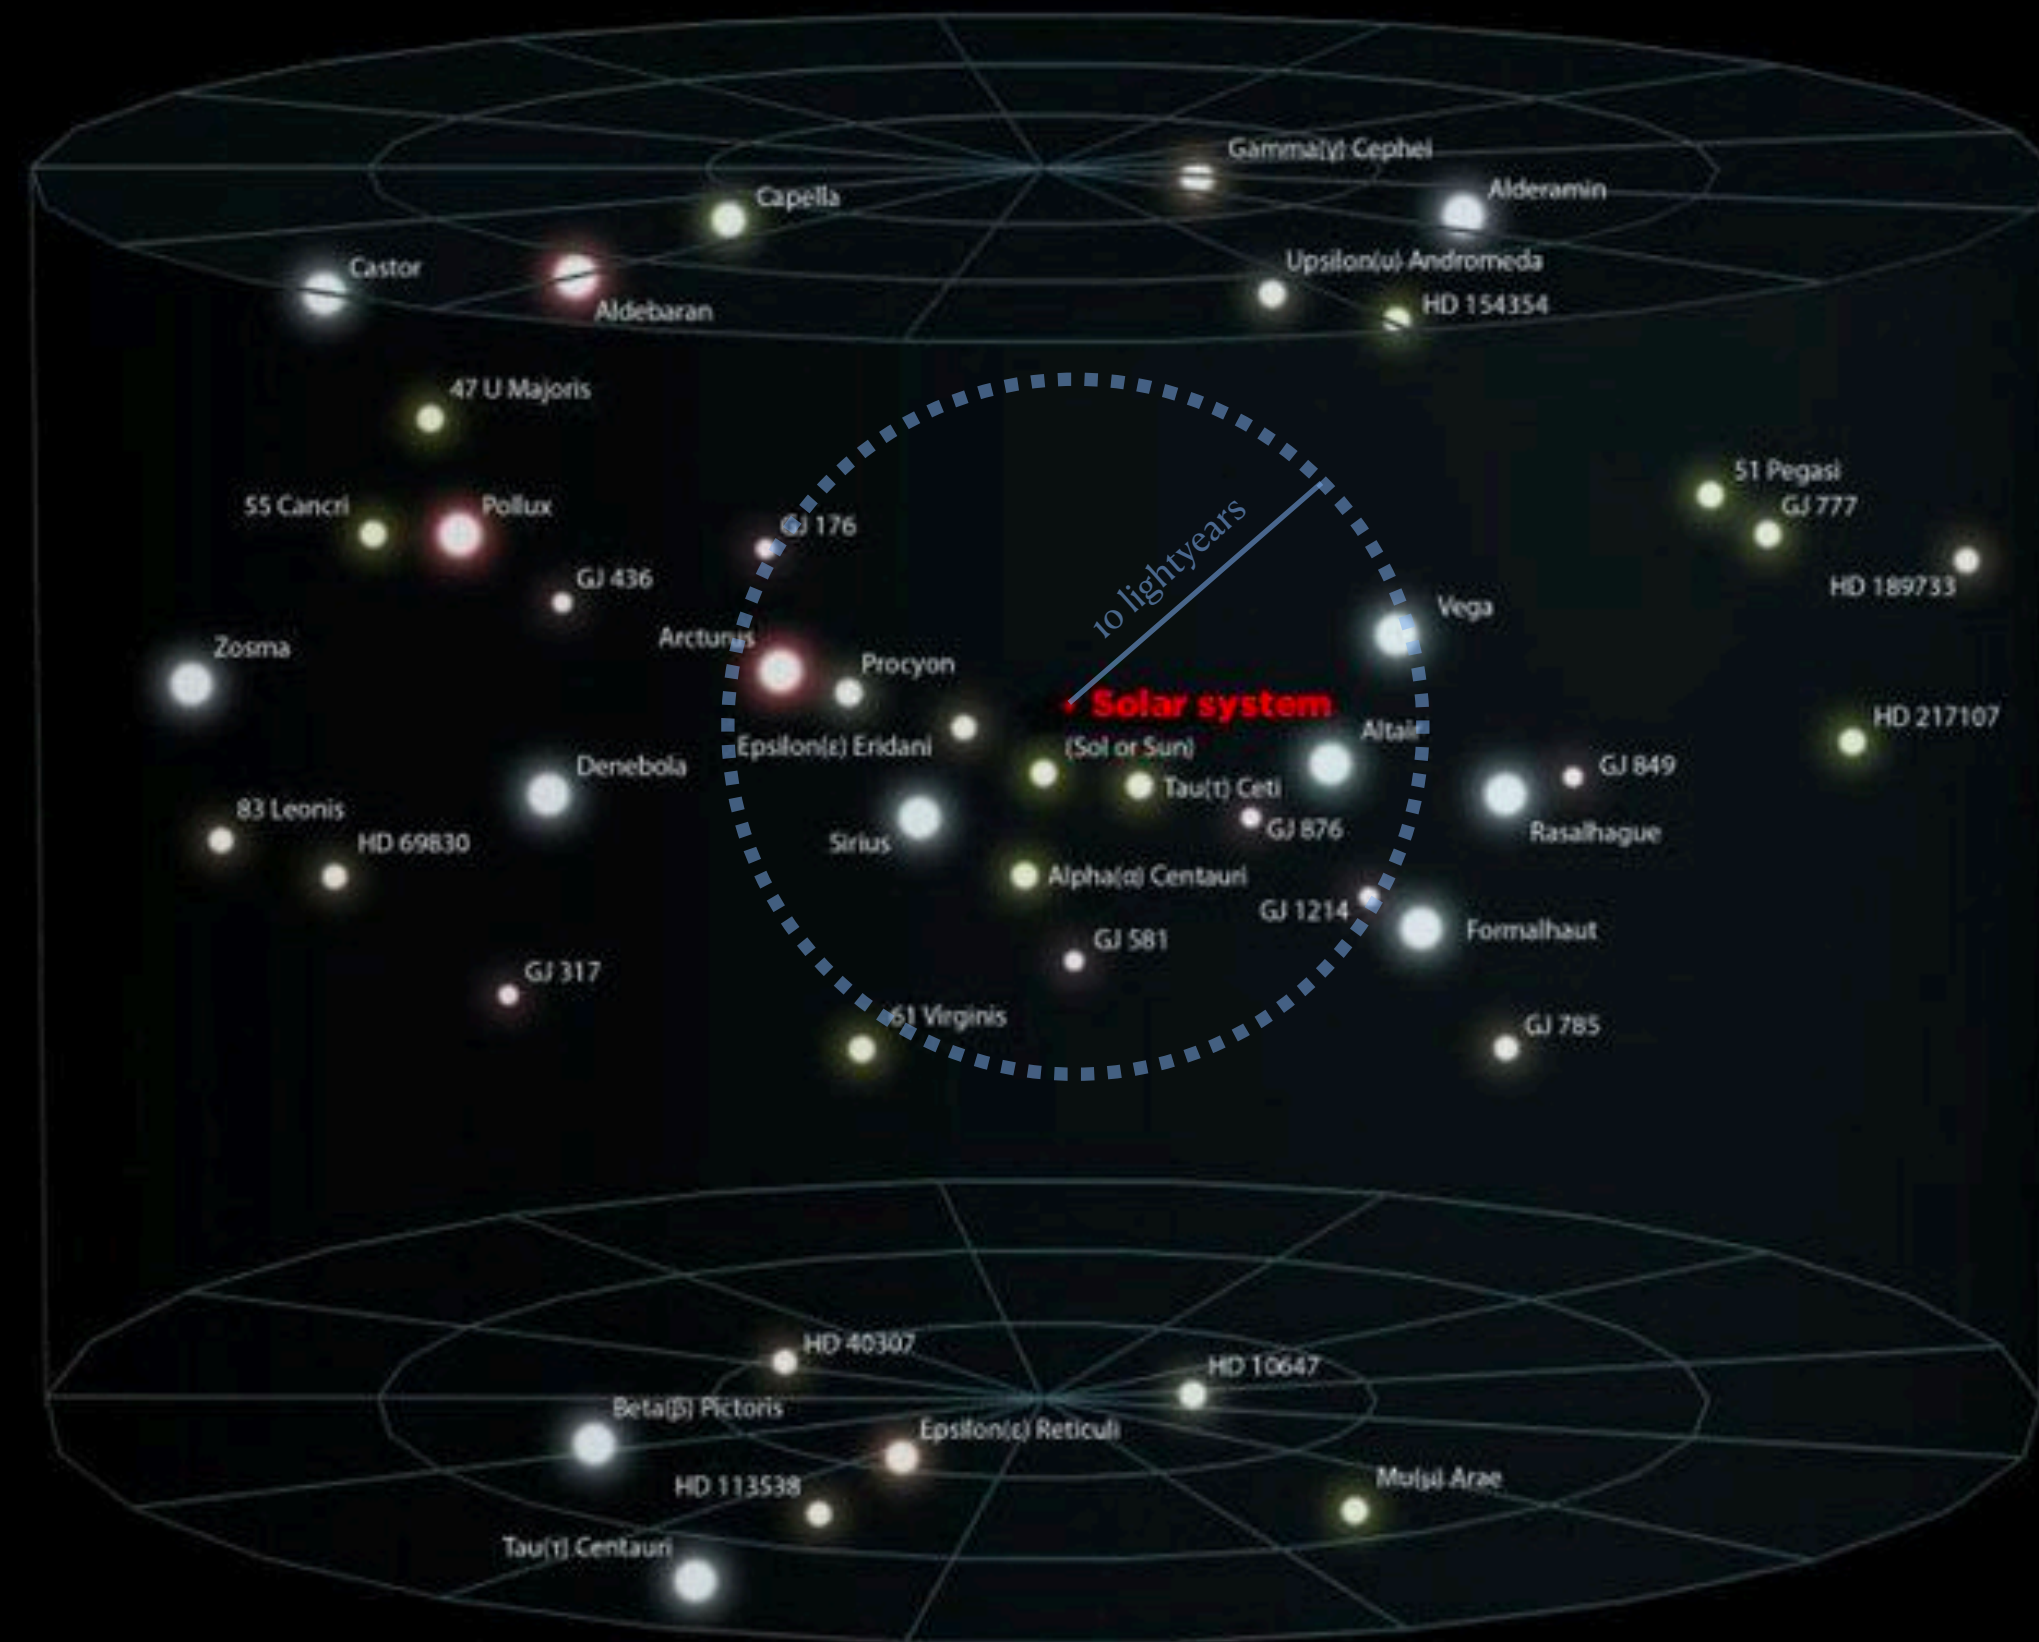 Gamma(γ) Cephei
Alderamin
Capella
Castor
Upsilon(υ) Andromeda
HD 154354
Aldebaran
47 U Majoris
51 Pegasi
55 Cancri
Pollux
GJ 777
GJ 176
10 lightyears
GJ 436
HD 189733
Vega
Zosma
Arcturus
Procyon
Solar system
HD 217107
Altair
Epsilon(ε) Eridani
(Sol or Sun)
Denebola
GJ 849
Tau(τ) Ceti
83 Leonis
GJ 876
Rasalhague
HD 69830
Sirius
Alpha(α) Centauri
GJ 1214
Formalhaut
GJ 581
GJ 317
61 Virginis
GJ 785
HD 40307
HD 10647
Beta(β) Pictoris
Epsilon(ε) Reticuli
Mu(μ) Arae
HD 113538
Tau(τ) Centauri